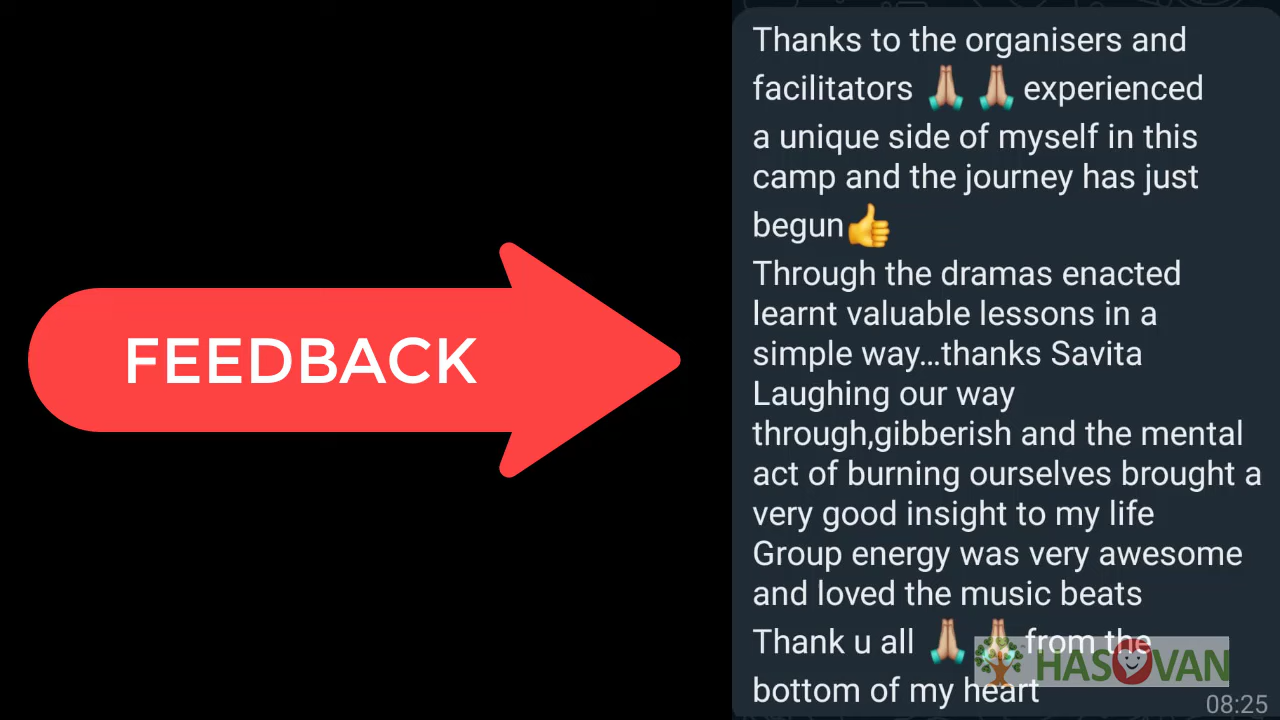 FEEDBACK
Thanks to the organisers and
facilitators 🙏🏼 🙏🏼 experienced
a unique side of myself in this
camp and the journey has just
begun👍
Through the dramas enacted
learnt valuable lessons in a
simple way...thanks Savita
Laughing our way
through,gibberish and the mental
act of burning ourselves brought a
very good insight to my life
Group energy was very awesome
and loved the music beats
Thank u all 🙏🏼 🙏🏼 from the
bottom of my heart
HASOVAN
08:25